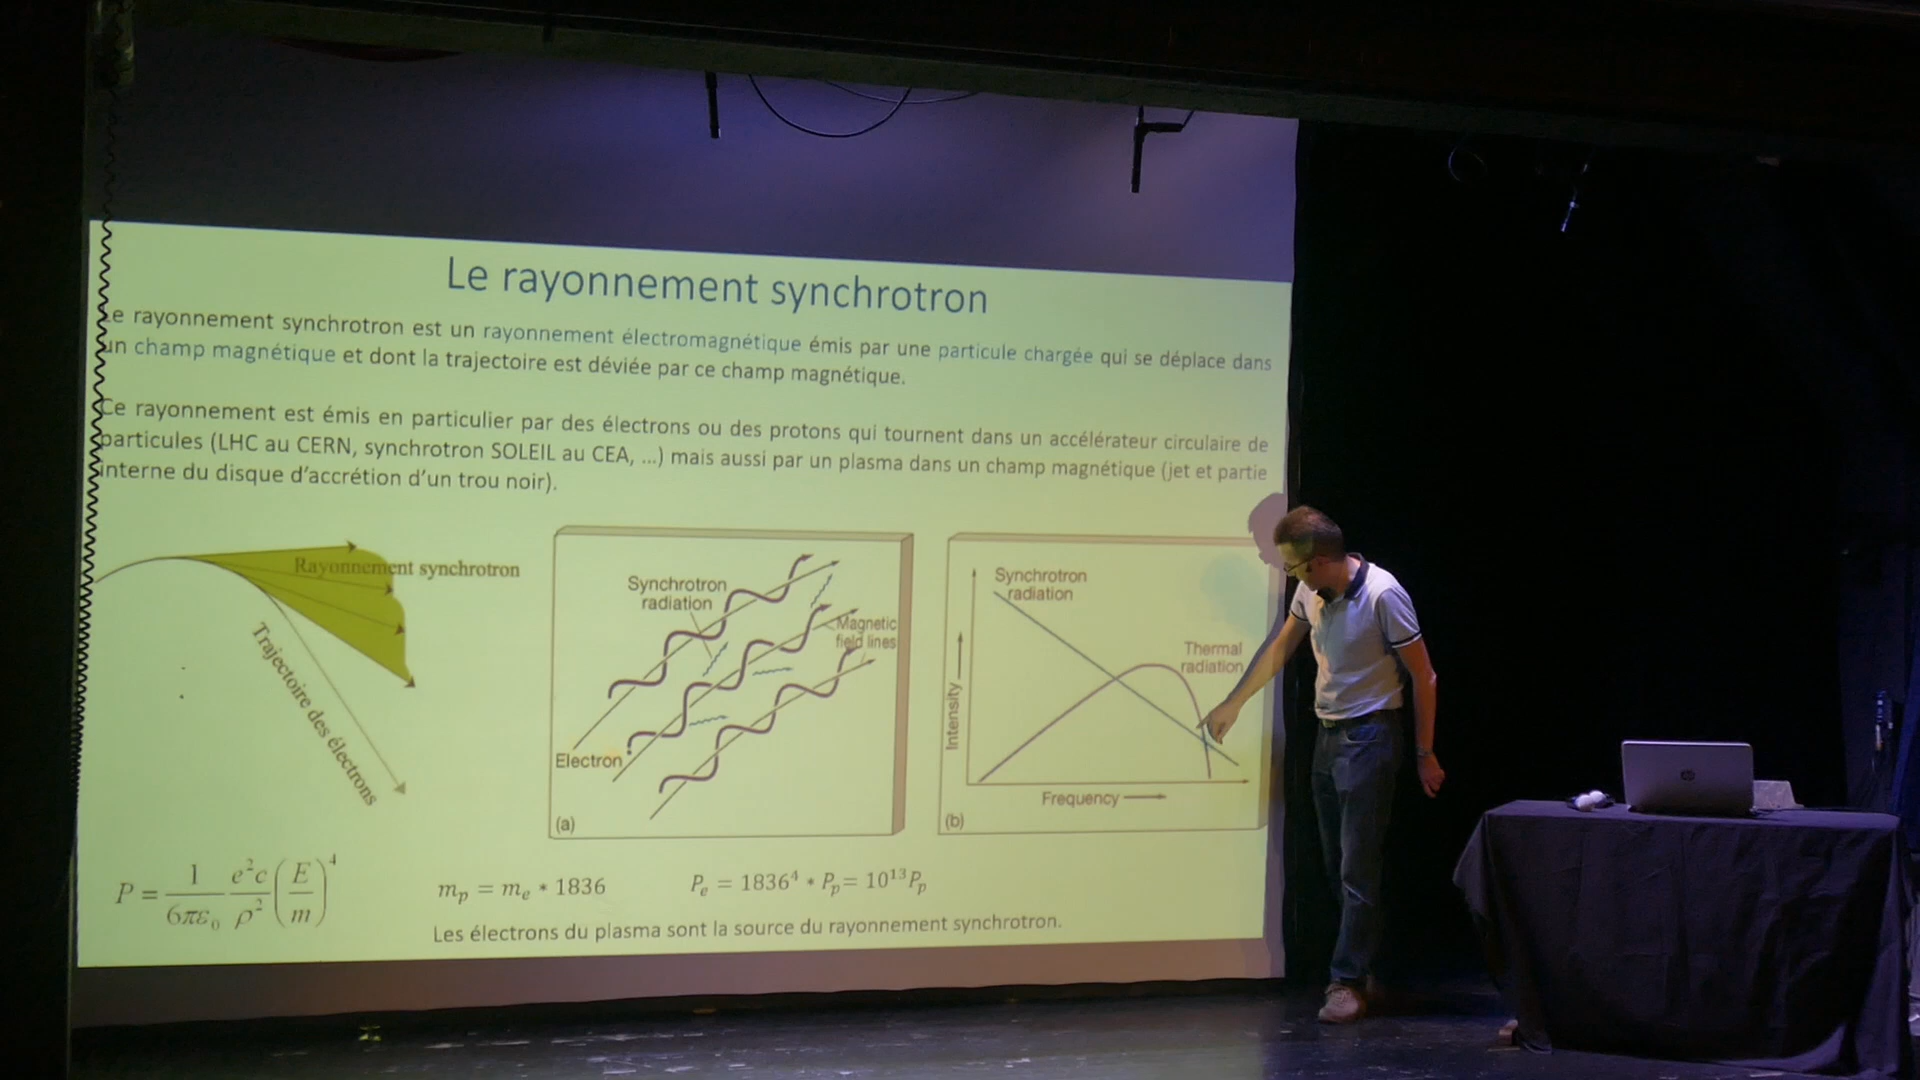 Le rayonnement synchrotron
Le rayonnement synchrotron est un rayonnement électromagnétique émis par une particule chargée qui se déplace dans
un champ magnétique et dont la trajectoire est déviée par ce champ magnétique.
Ce rayonnement est émis en particulier par des électrons ou des protons qui tournent dans un accélérateur circulaire de
particules (LHC au CERN, synchrotron SOLEIL au CEA, ...) mais aussi par un plasma dans un champ magnétique (jet et partie
interne du disque d'accrétion d'un trou noir).
Rayonnement synchrotron
Trajectoire des électrons
Synchrotron
radiation
Magnetic
field lines
Electron
(a)
Synchrotron
radiation
Thermal
radiation
Intensity
Frequency
(b)
P = 1/(6πε₀) e²c/ρ² (E/m)⁴
mₚ = mₑ * 1836
Pₑ = 1836⁴ * Pₚ = 10¹³Pₚ
Les électrons du plasma sont la source du rayonnement synchrotron.
hp